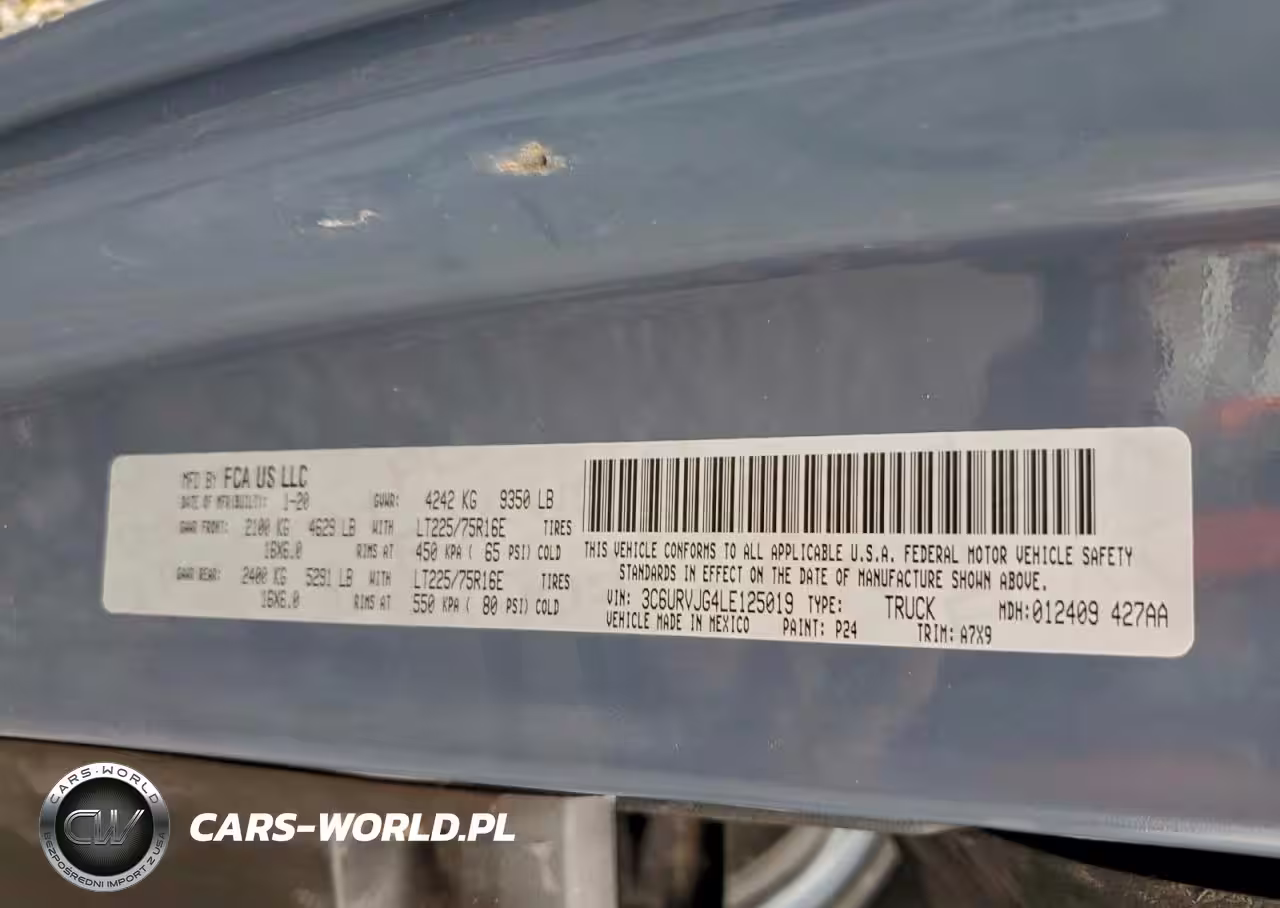 MFD BY FCA US LLC
DATE OF MFR(BUILT): 1-20 GVWR: 4242 KG 9350 LB
GAWR FRONT: 2100 KG 4629 LB WITH LT225/75R16E TIRES
16X6.0 RIMS AT 450 KPA ( 65 PSI) COLD
GAWR REAR: 2400 KG 5291 LB WITH LT225/75R16E TIRES
16X6.0 RIMS AT 550 KPA ( 80 PSI) COLD
THIS VEHICLE CONFORMS TO ALL APPLICABLE U.S.A. FEDERAL MOTOR VEHICLE SAFETY
STANDARDS IN EFFECT ON THE DATE OF MANUFACTURE SHOWN ABOVE.
VIN: 3C6URVJG4LE125019 TYPE: TRUCK MDH:012409 427AA
VEHICLE MADE IN MEXICO PAINT: P24 TRIM: A7X9
CARS-WORLD
CW
BEZPOŚREDNI IMPORT Z USA
CARS-WORLD.PL